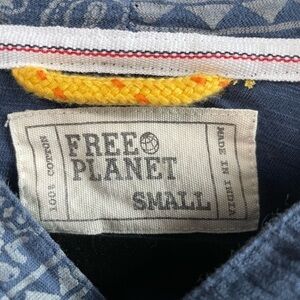 100% COTTON
FREE
PLANET
SMALL
MADE IN INDIA